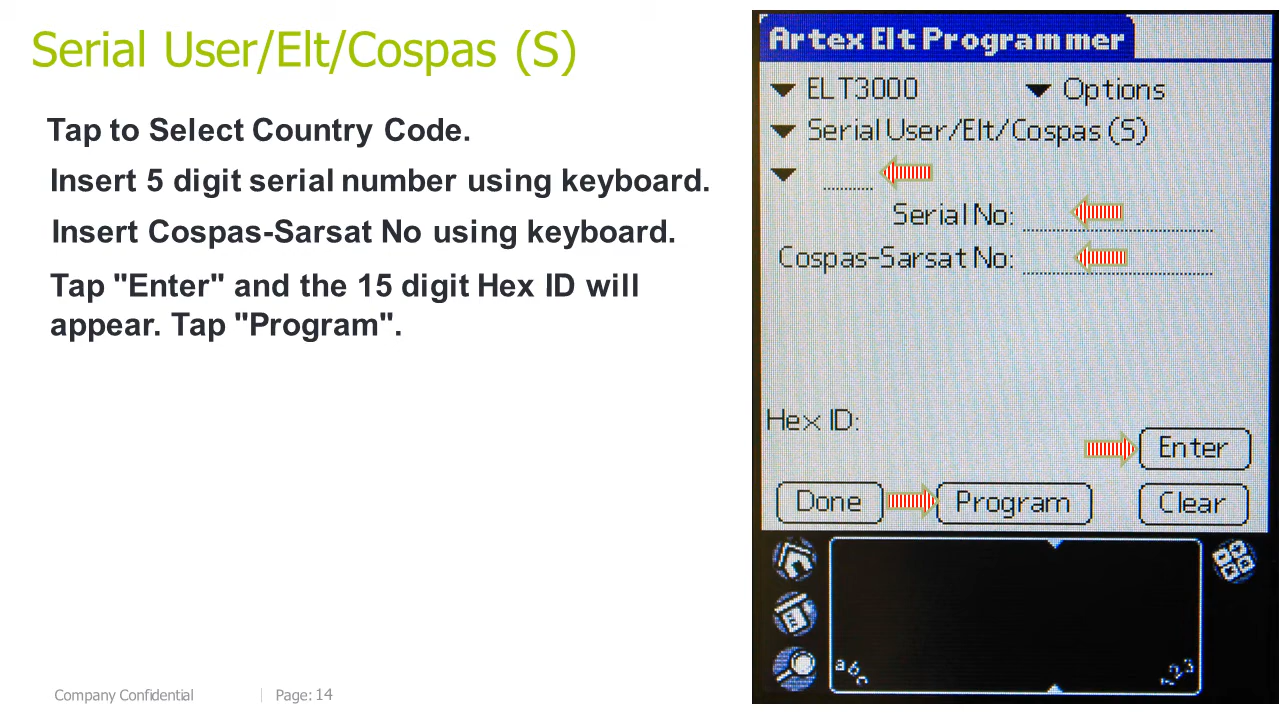 Serial User/Elt/Cospas (S)
Tap to Select Country Code.
Insert 5 digit serial number using keyboard.
Insert Cospas-Sarsat No using keyboard.
Tap "Enter" and the 15 digit Hex ID will
appear. Tap "Program".
Artex Elt Programmer
ELT3000 Options
Serial User/Elt/Cospas (S)
Serial No:
Cospas-Sarsat No:
Hex ID:
Enter
Done Program Clear
abc 123
Company Confidential | Page: 14